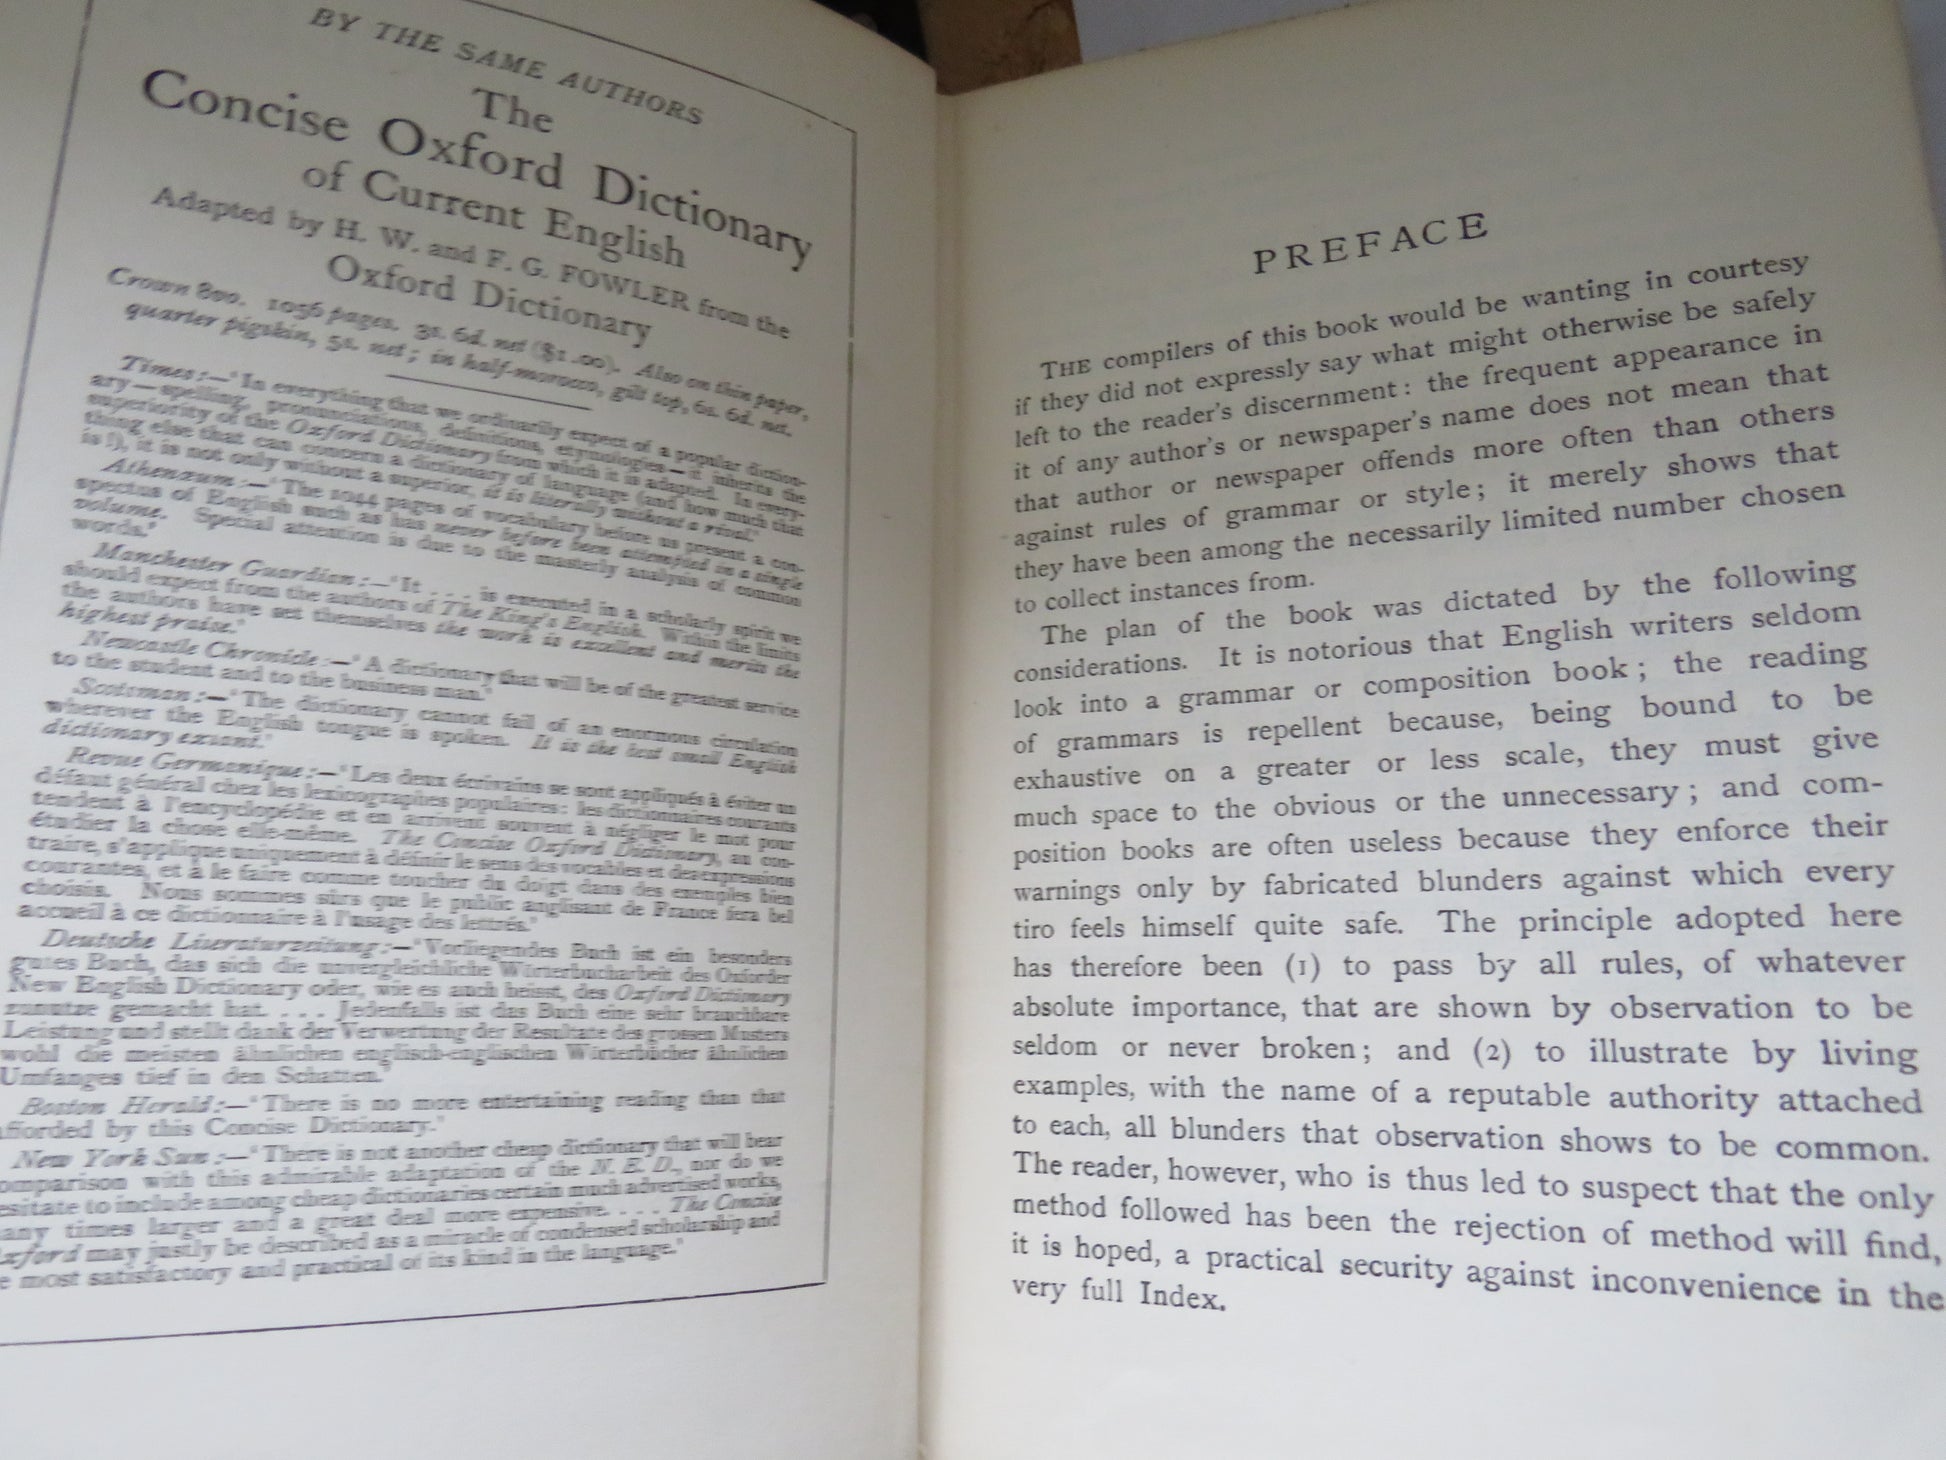 BY THE SAME AUTHORS
The
Concise Oxford Dictionary
of Current English
Adapted by H. W. and F. G. FOWLER from the
Oxford Dictionary
Crown 8vo. 1056 pages. 3s. 6d. net ($1.00). Also on thin paper,
quarter pigskin, 5s. net; in half-morocco, gilt top, 6s. 6d. net.
Times:—'In everything that we ordinarily expect of a popular diction-
ary—spelling, pronunciations, definitions, etymologies—it inherits the
superiority of the Oxford Dictionary from which it is adapted. In every-
thing else that can concern a dictionary of language (and how much that
is!), it is not only without a superior, it is literally without a rival.'
Athenæum:—'The 1044 pages of vocabulary before us present a con-
spectus of English such as has never before been attempted in a single
volume. Special attention is due to the masterly analysis of common
words.'
Manchester Guardian:—'It . . . is executed in a scholarly spirit we
should expect from the authors of The King's English. Within the limits
the authors have set themselves the work is excellent and merits the
highest praise.'
Newcastle Chronicle:—'A dictionary that will be of the greatest service
to the student and to the business man.'
Scotsman:—'The dictionary cannot fail of an enormous circulation
wherever the English tongue is spoken. It is the best small English
dictionary extant.'
Revue Germanique:—'Les deux écrivains se sont appliqués à éviter un
défaut général chez les lexicographes populaires: les dictionnaires courants
tendent à l'encyclopédie et en arrivent souvent à négliger le mot pour
étudier la chose elle-même. The Concise Oxford Dictionary, au con-
traire, s'applique uniquement à définir le sens des vocables et des expressions
courantes, et à le faire comme toucher du doigt dans des exemples bien
choisis. Nous sommes sûrs que le public anglisant de France fera bel
accueil à ce dictionnaire à l'usage des lettrés.'
Deutsche Literaturzeitung:—'Vorliegendes Buch ist ein besonders
gutes Buch, das sich die unvergleichliche Wörterbucharbeit des Oxforder
New English Dictionary oder, wie es auch heisst, des Oxford Dictionary
zunutze gemacht hat. . . . Jedenfalls ist das Buch eine sehr brauchbare
Leistung und stellt dank der Verwertung der Resultate des grossen Musters
wohl die meisten ähnlichen englisch-englischen Wörterbücher ähnlichen
Umfanges tief in den Schatten.'
Boston Herald:—'There is no more entertaining reading than that
fforded by this Concise Dictionary.'
New York Sun:—'There is not another cheap dictionary that will bear
omparison with this admirable adaptation of the N. E. D., nor do we
esitate to include among cheap dictionaries certain much advertised works,
any times larger and a great deal more expensive. . . . The Concise
xford may justly be described as a miracle of condensed scholarship and
e most satisfactory and practical of its kind in the language.'
PREFACE
THE compilers of this book would be wanting in courtesy
if they did not expressly say what might otherwise be safely
left to the reader's discernment: the frequent appearance in
it of any author's or newspaper's name does not mean that
that author or newspaper offends more often than others
against rules of grammar or style; it merely shows that
they have been among the necessarily limited number chosen
to collect instances from.
The plan of the book was dictated by the following
considerations. It is notorious that English writers seldom
look into a grammar or composition book; the reading
of grammars is repellent because, being bound to be
exhaustive on a greater or less scale, they must give
much space to the obvious or the unnecessary; and com-
position books are often useless because they enforce their
warnings only by fabricated blunders against which every
tiro feels himself quite safe. The principle adopted here
has therefore been (1) to pass by all rules, of whatever
absolute importance, that are shown by observation to be
seldom or never broken; and (2) to illustrate by living
examples, with the name of a reputable authority attached
to each, all blunders that observation shows to be common.
The reader, however, who is thus led to suspect that the only
method followed has been the rejection of method will find,
it is hoped, a practical security against inconvenience in the
very full Index.